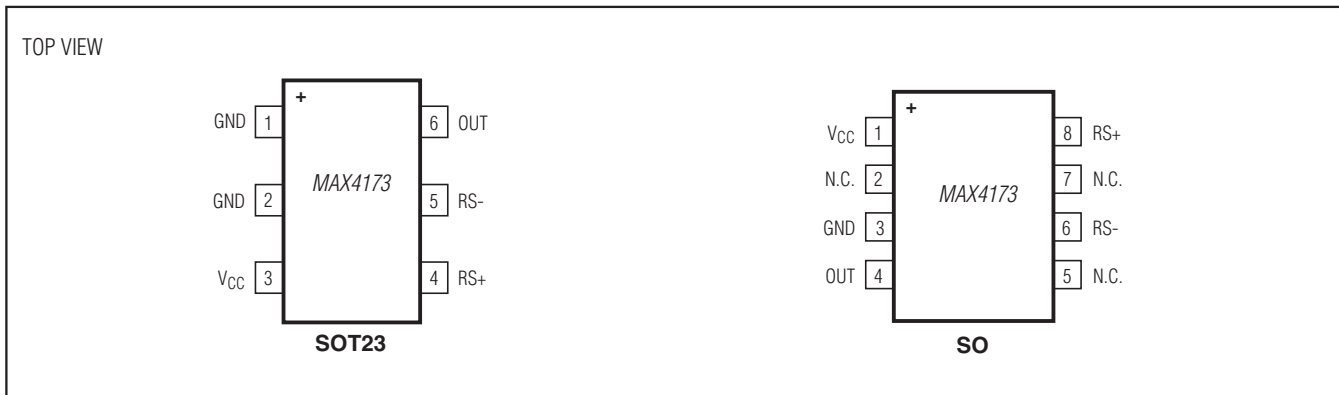 TOP VIEW
+
GND 1
6 OUT
GND 2
MAX4173
5 RS-
VCC 3
4 RS+
SOT23
+
VCC 1
8 RS+
N.C. 2
7 N.C.
MAX4173
GND 3
6 RS-
OUT 4
5 N.C.
SO